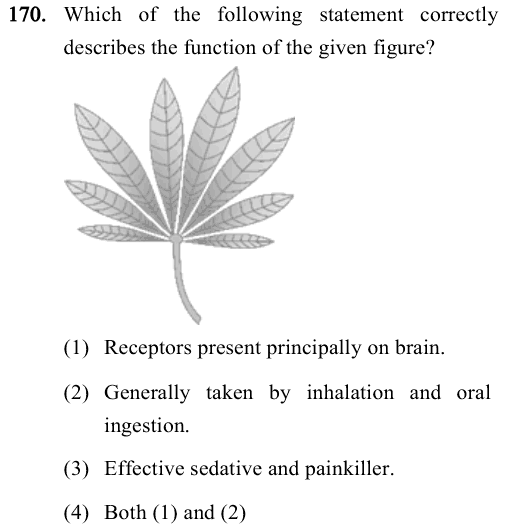 170. Which of the following statement correctly
describes the function of the given figure?
(1) Receptors present principally on brain.
(2) Generally taken by inhalation and oral
ingestion.
(3) Effective sedative and painkiller.
(4) Both (1) and (2)